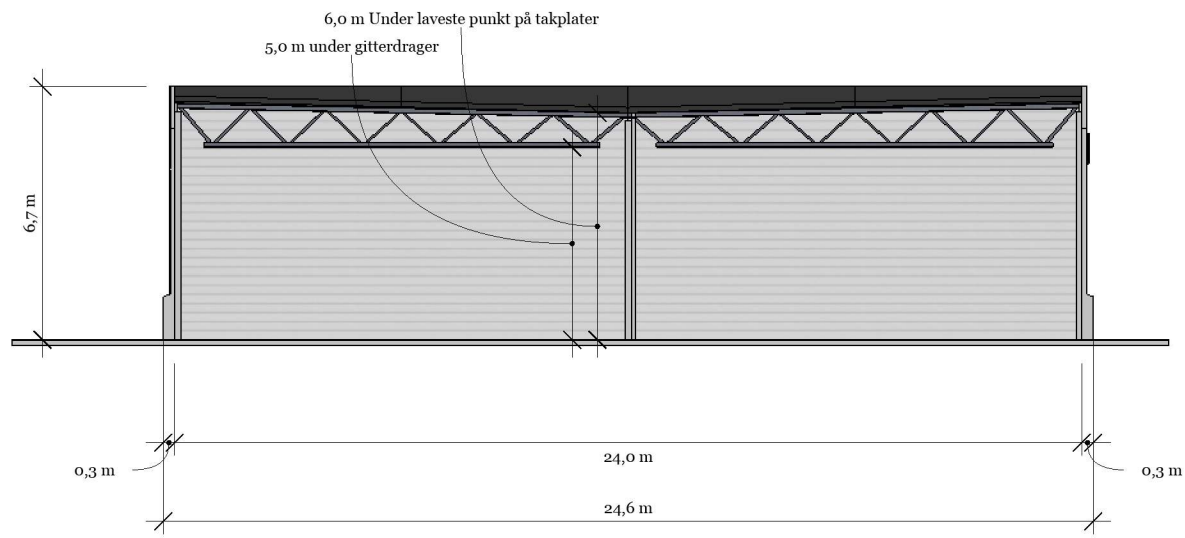 6,0 m Under laveste punkt på takplater
5,0 m under gitterdrager
6,7 m
24,0 m
0,3 m
0,3 m
24,6 m